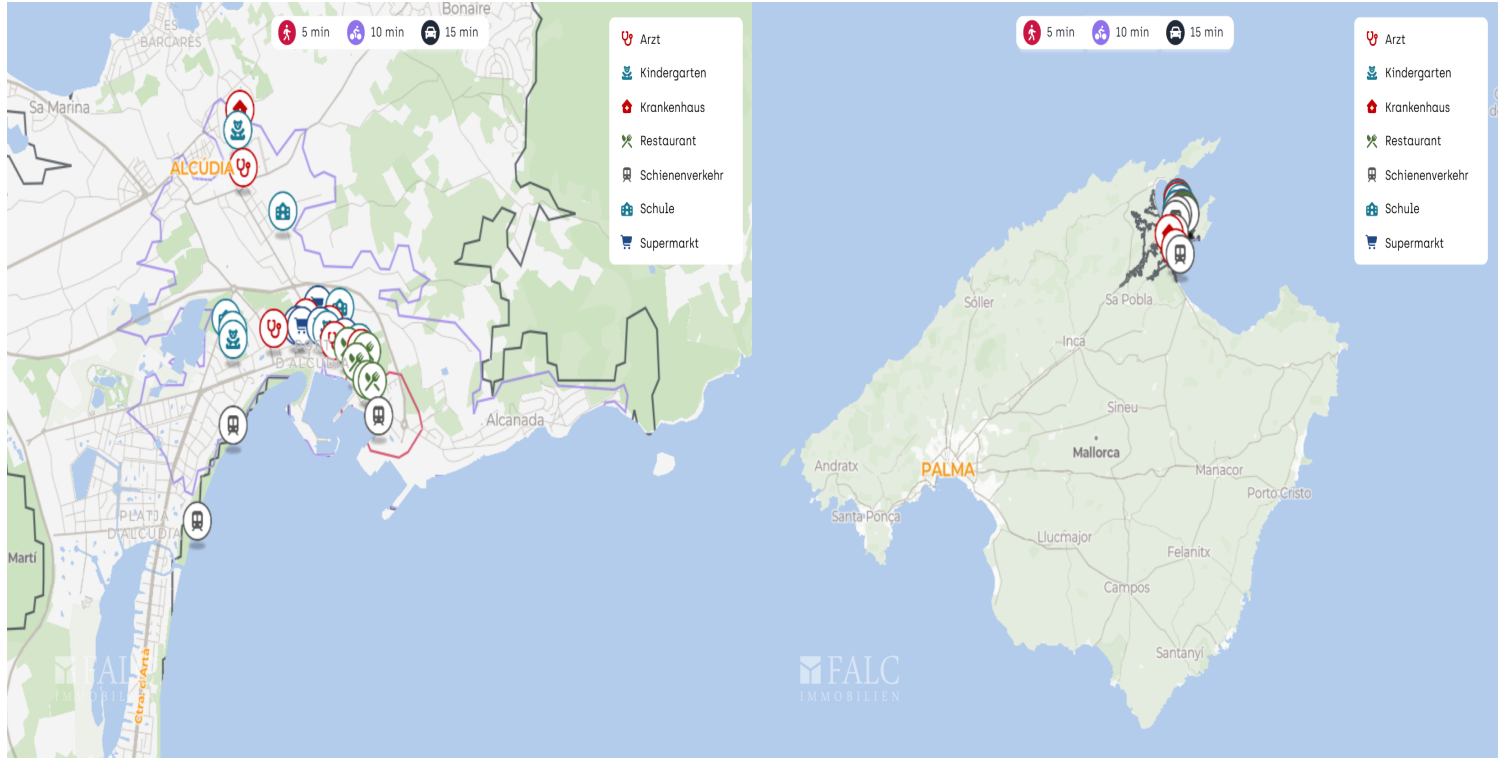 ES
BARCARES
Bonaire
5 min
10 min
15 min
Arzt
Kindergarten
Krankenhaus
Restaurant
Schienenverkehr
Schule
Supermarkt
Sa Marina
ALCÚDIA
D'ALCÚDIA
Alcanada
PLATJA
D'ALCÚDIA
Martí
Ctra. d'Artà
FALC
IMMOBILIEN
5 min
10 min
15 min
Arzt
Kindergarten
Krankenhaus
Restaurant
Schienenverkehr
Schule
Supermarkt
Sóller
Sa Pobla
Inca
Sineu
Mallorca
Andratx
PALMA
Manacor
Porto Cristo
Santa Ponça
Llucmajor
Felanitx
Campos
Santanyí
FALC
IMMOBILIEN